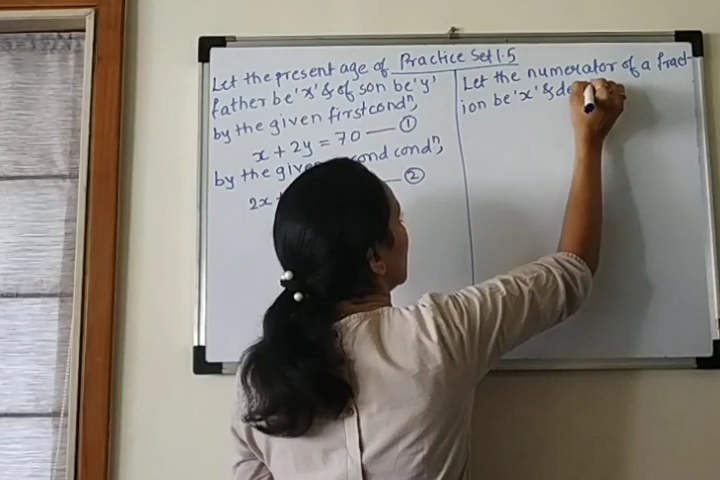 Practice Set 1.5
Let the present age of
father be 'x' & of son be 'y'
by the given first condⁿ,
x + 2y = 70 — ①
by the given second condⁿ,
2x — ②
Let the numerator of a fract-
ion be 'x' & de